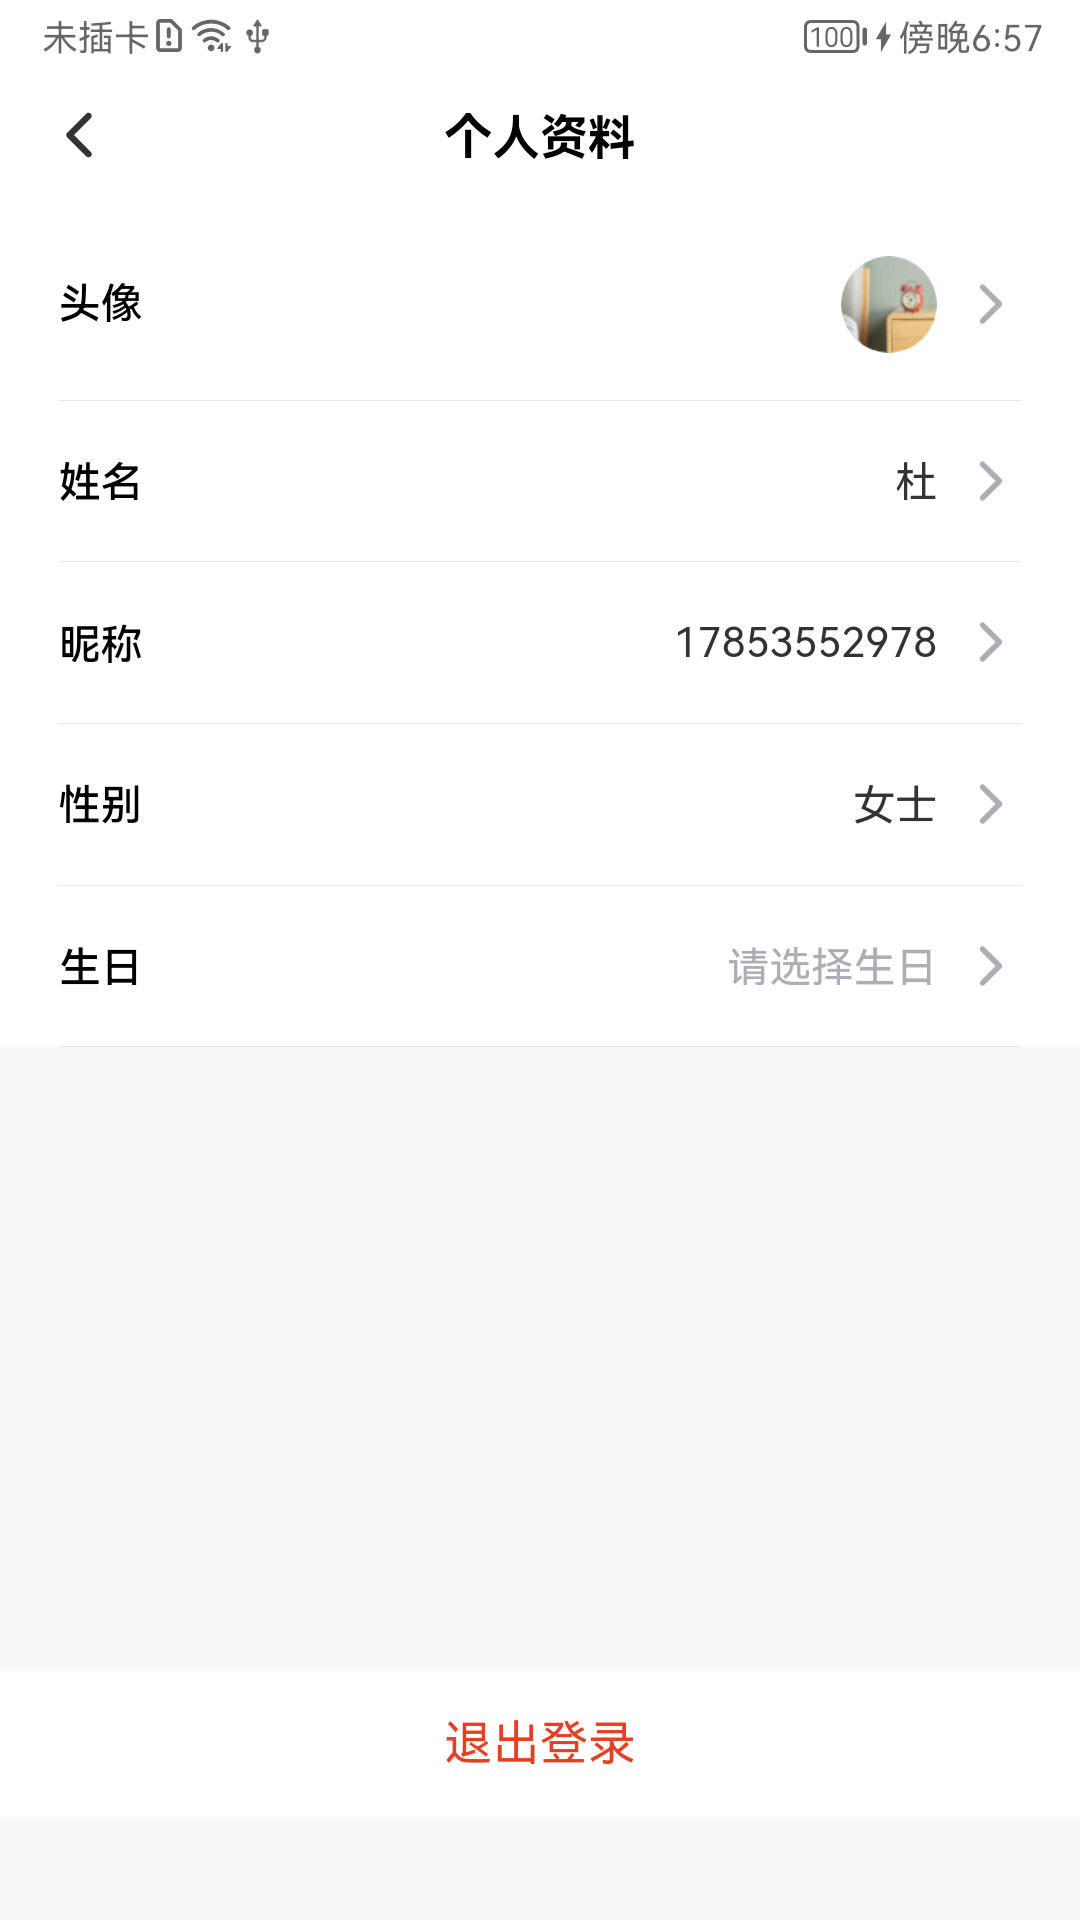 未插卡 100 傍晚6:57
个人资料
头像
姓名 杜
昵称 17853552978
性别 女士
生日 请选择生日
退出登录